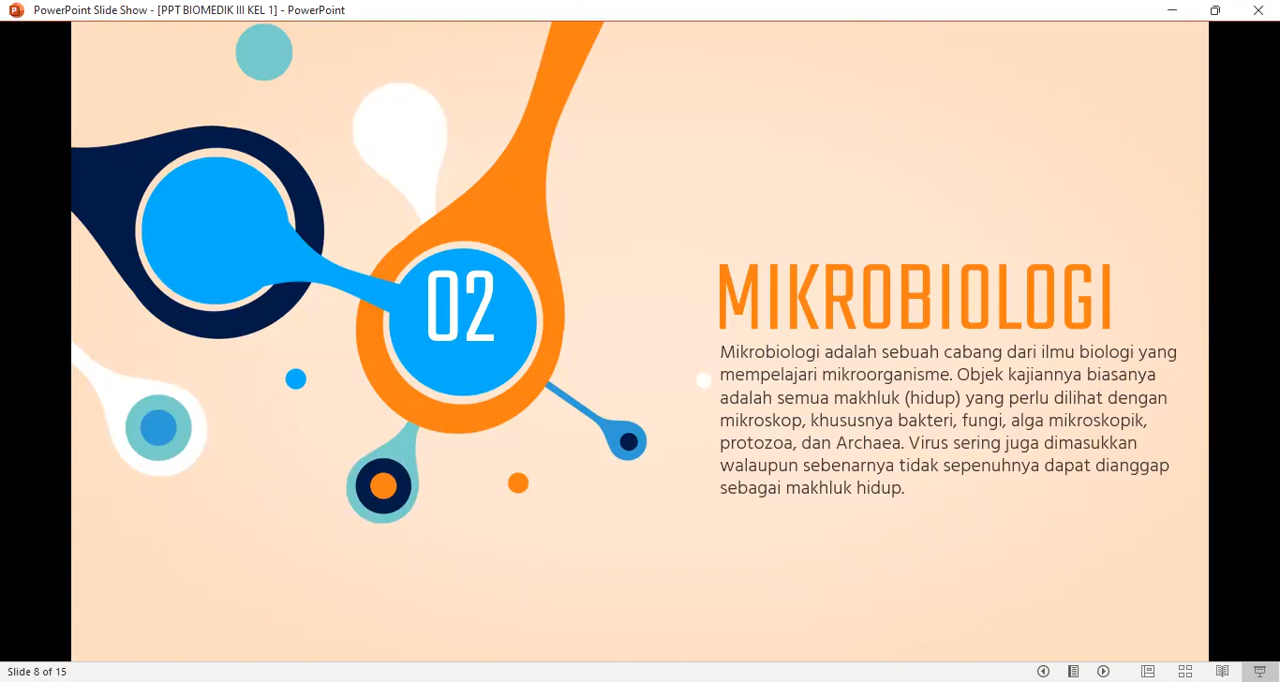 PowerPoint Slide Show - [PPT BIOMEDIK III KEL 1] - PowerPoint
02
MIKROBIOLOGI
Mikrobiologi adalah sebuah cabang dari ilmu biologi yang
mempelajari mikroorganisme. Objek kajiannya biasanya
adalah semua makhluk (hidup) yang perlu dilihat dengan
mikroskop, khususnya bakteri, fungi, alga mikroskopik,
protozoa, dan Archaea. Virus sering juga dimasukkan
walaupun sebenarnya tidak sepenuhnya dapat dianggap
sebagai makhluk hidup.
Slide 8 of 15